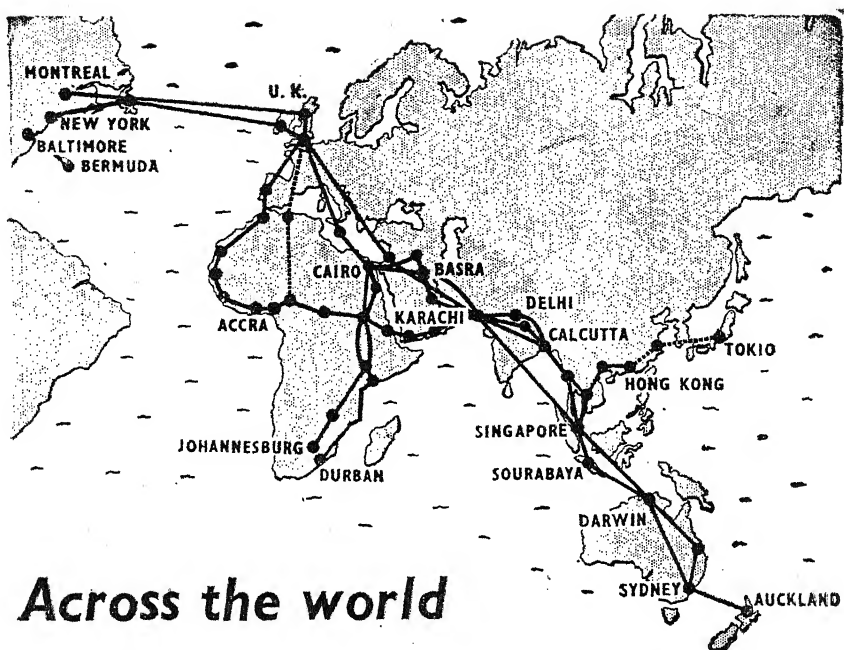 MONTREAL
U. K.
NEW YORK
BALTIMORE
BERMUDA
CAIRO
BASRA
DELHI
KARACHI
ACCRA
CALCUTTA
TOKIO
HONG KONG
SINGAPORE
JOHANNESBURG
SOURABAYA
DURBAN
DARWIN
SYDNEY
AUCKLAND
Across the world